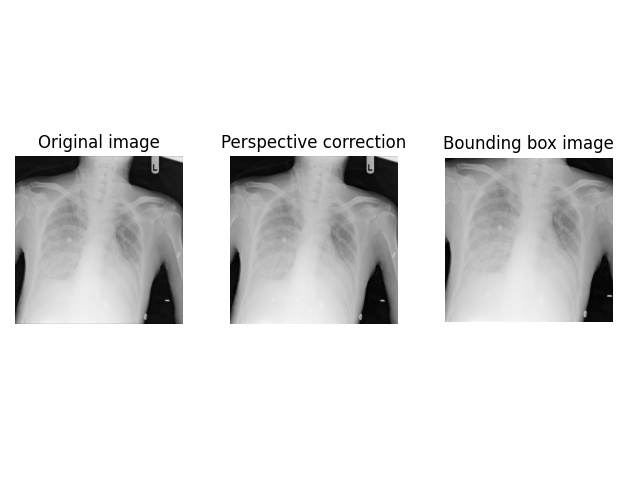 Original image
Perspective correction
Bounding box image
L
L